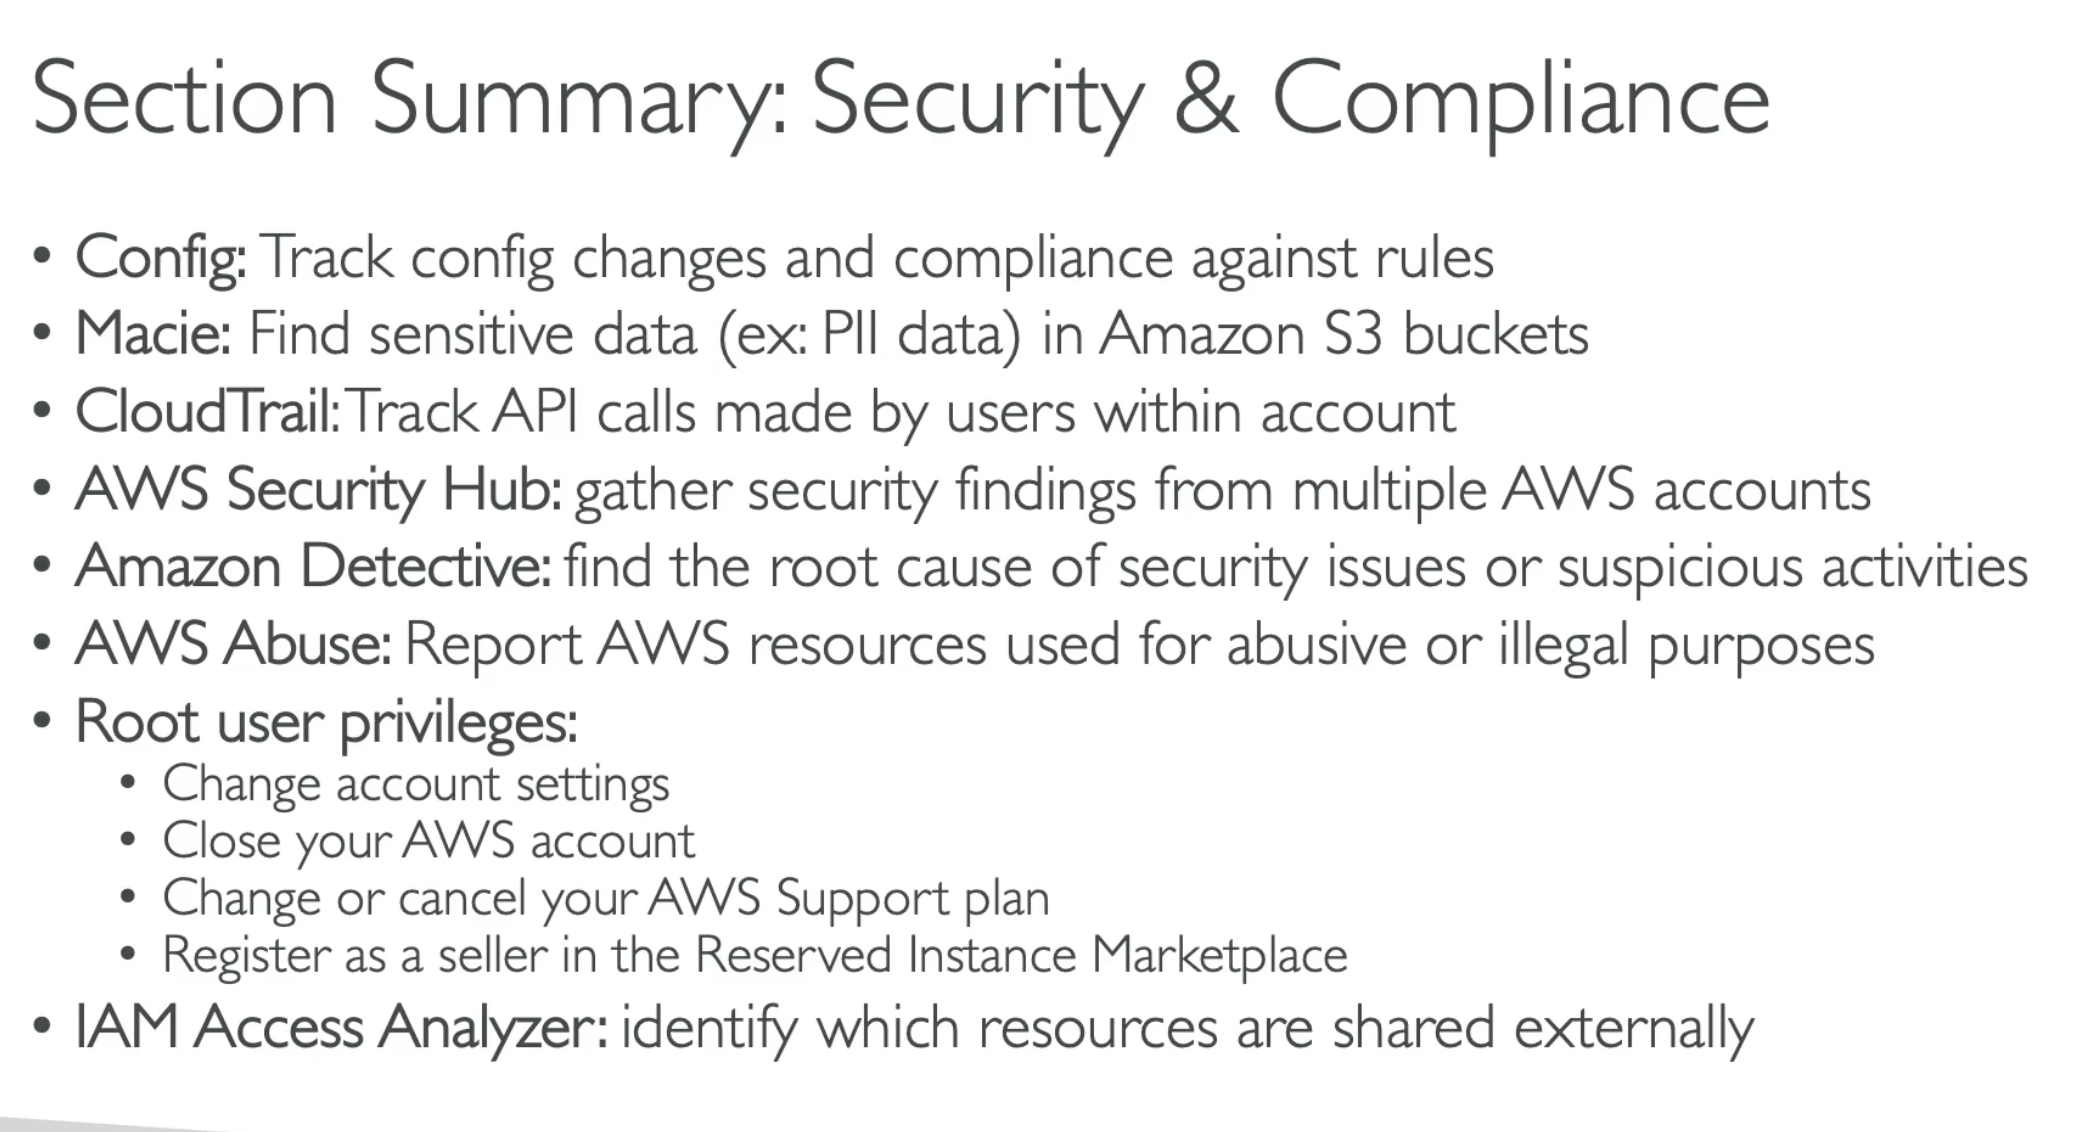 Section Summary: Security & Compliance
• Config: Track config changes and compliance against rules
• Macie: Find sensitive data (ex: PII data) in Amazon S3 buckets
• CloudTrail: Track API calls made by users within account
• AWS Security Hub: gather security findings from multiple AWS accounts
• Amazon Detective: find the root cause of security issues or suspicious activities
• AWS Abuse: Report AWS resources used for abusive or illegal purposes
• Root user privileges:
• Change account settings
• Close your AWS account
• Change or cancel your AWS Support plan
• Register as a seller in the Reserved Instance Marketplace
• IAM Access Analyzer: identify which resources are shared externally